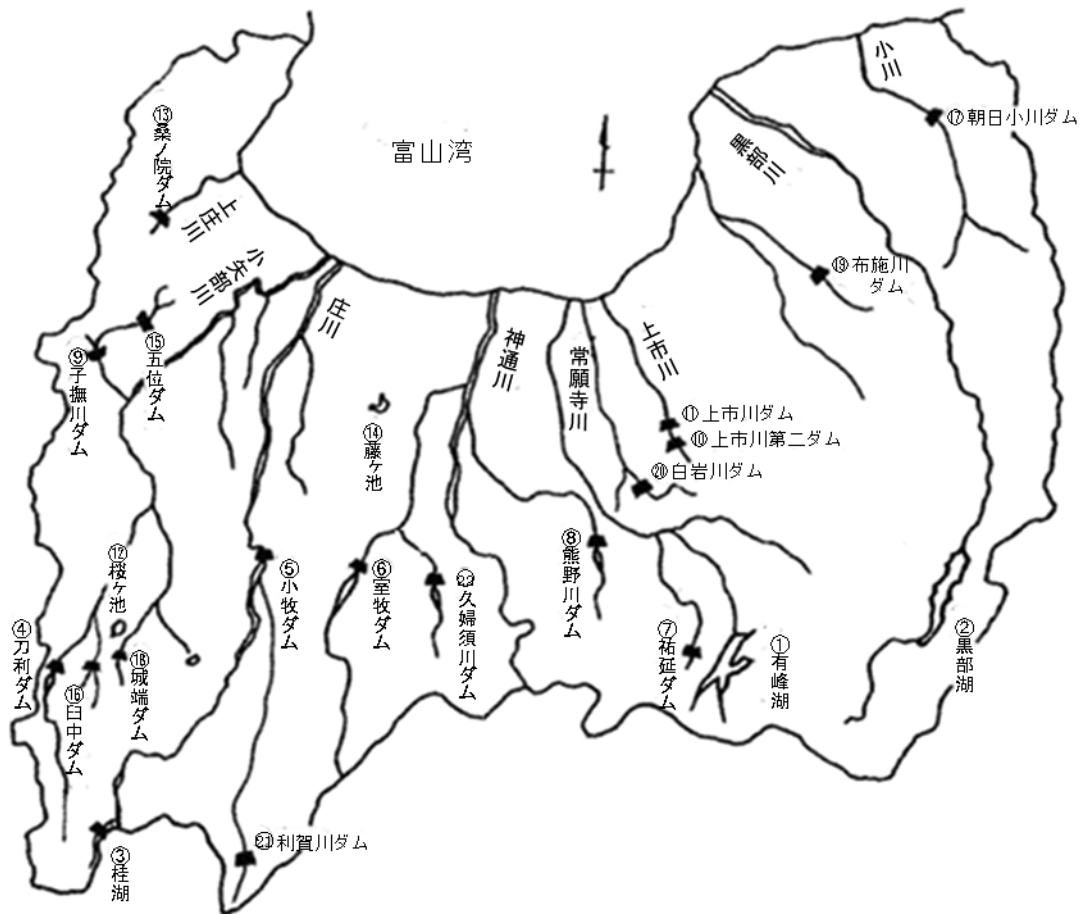 富山湾
小川
⑰朝日小川ダム
黒部川
⑬桑ノ院ダム
上庄川
小矢部川
庄川
⑲布施川
ダム
神通川
常願寺川
上市川
⑨子撫川ダム
⑮五位ダム
⑭藤ヶ池
⑪上市川ダム
⑩上市川第二ダム
⑳白岩川ダム
⑫桜ヶ池
⑤小牧ダム
⑥室牧ダム
㉒久婦須川ダム
⑧熊野川ダム
⑦祐延ダム
①有峰湖
②黒部湖
④刀利ダム
⑯臼中ダム
⑱城端ダム
㉑利賀川ダム
③桂湖